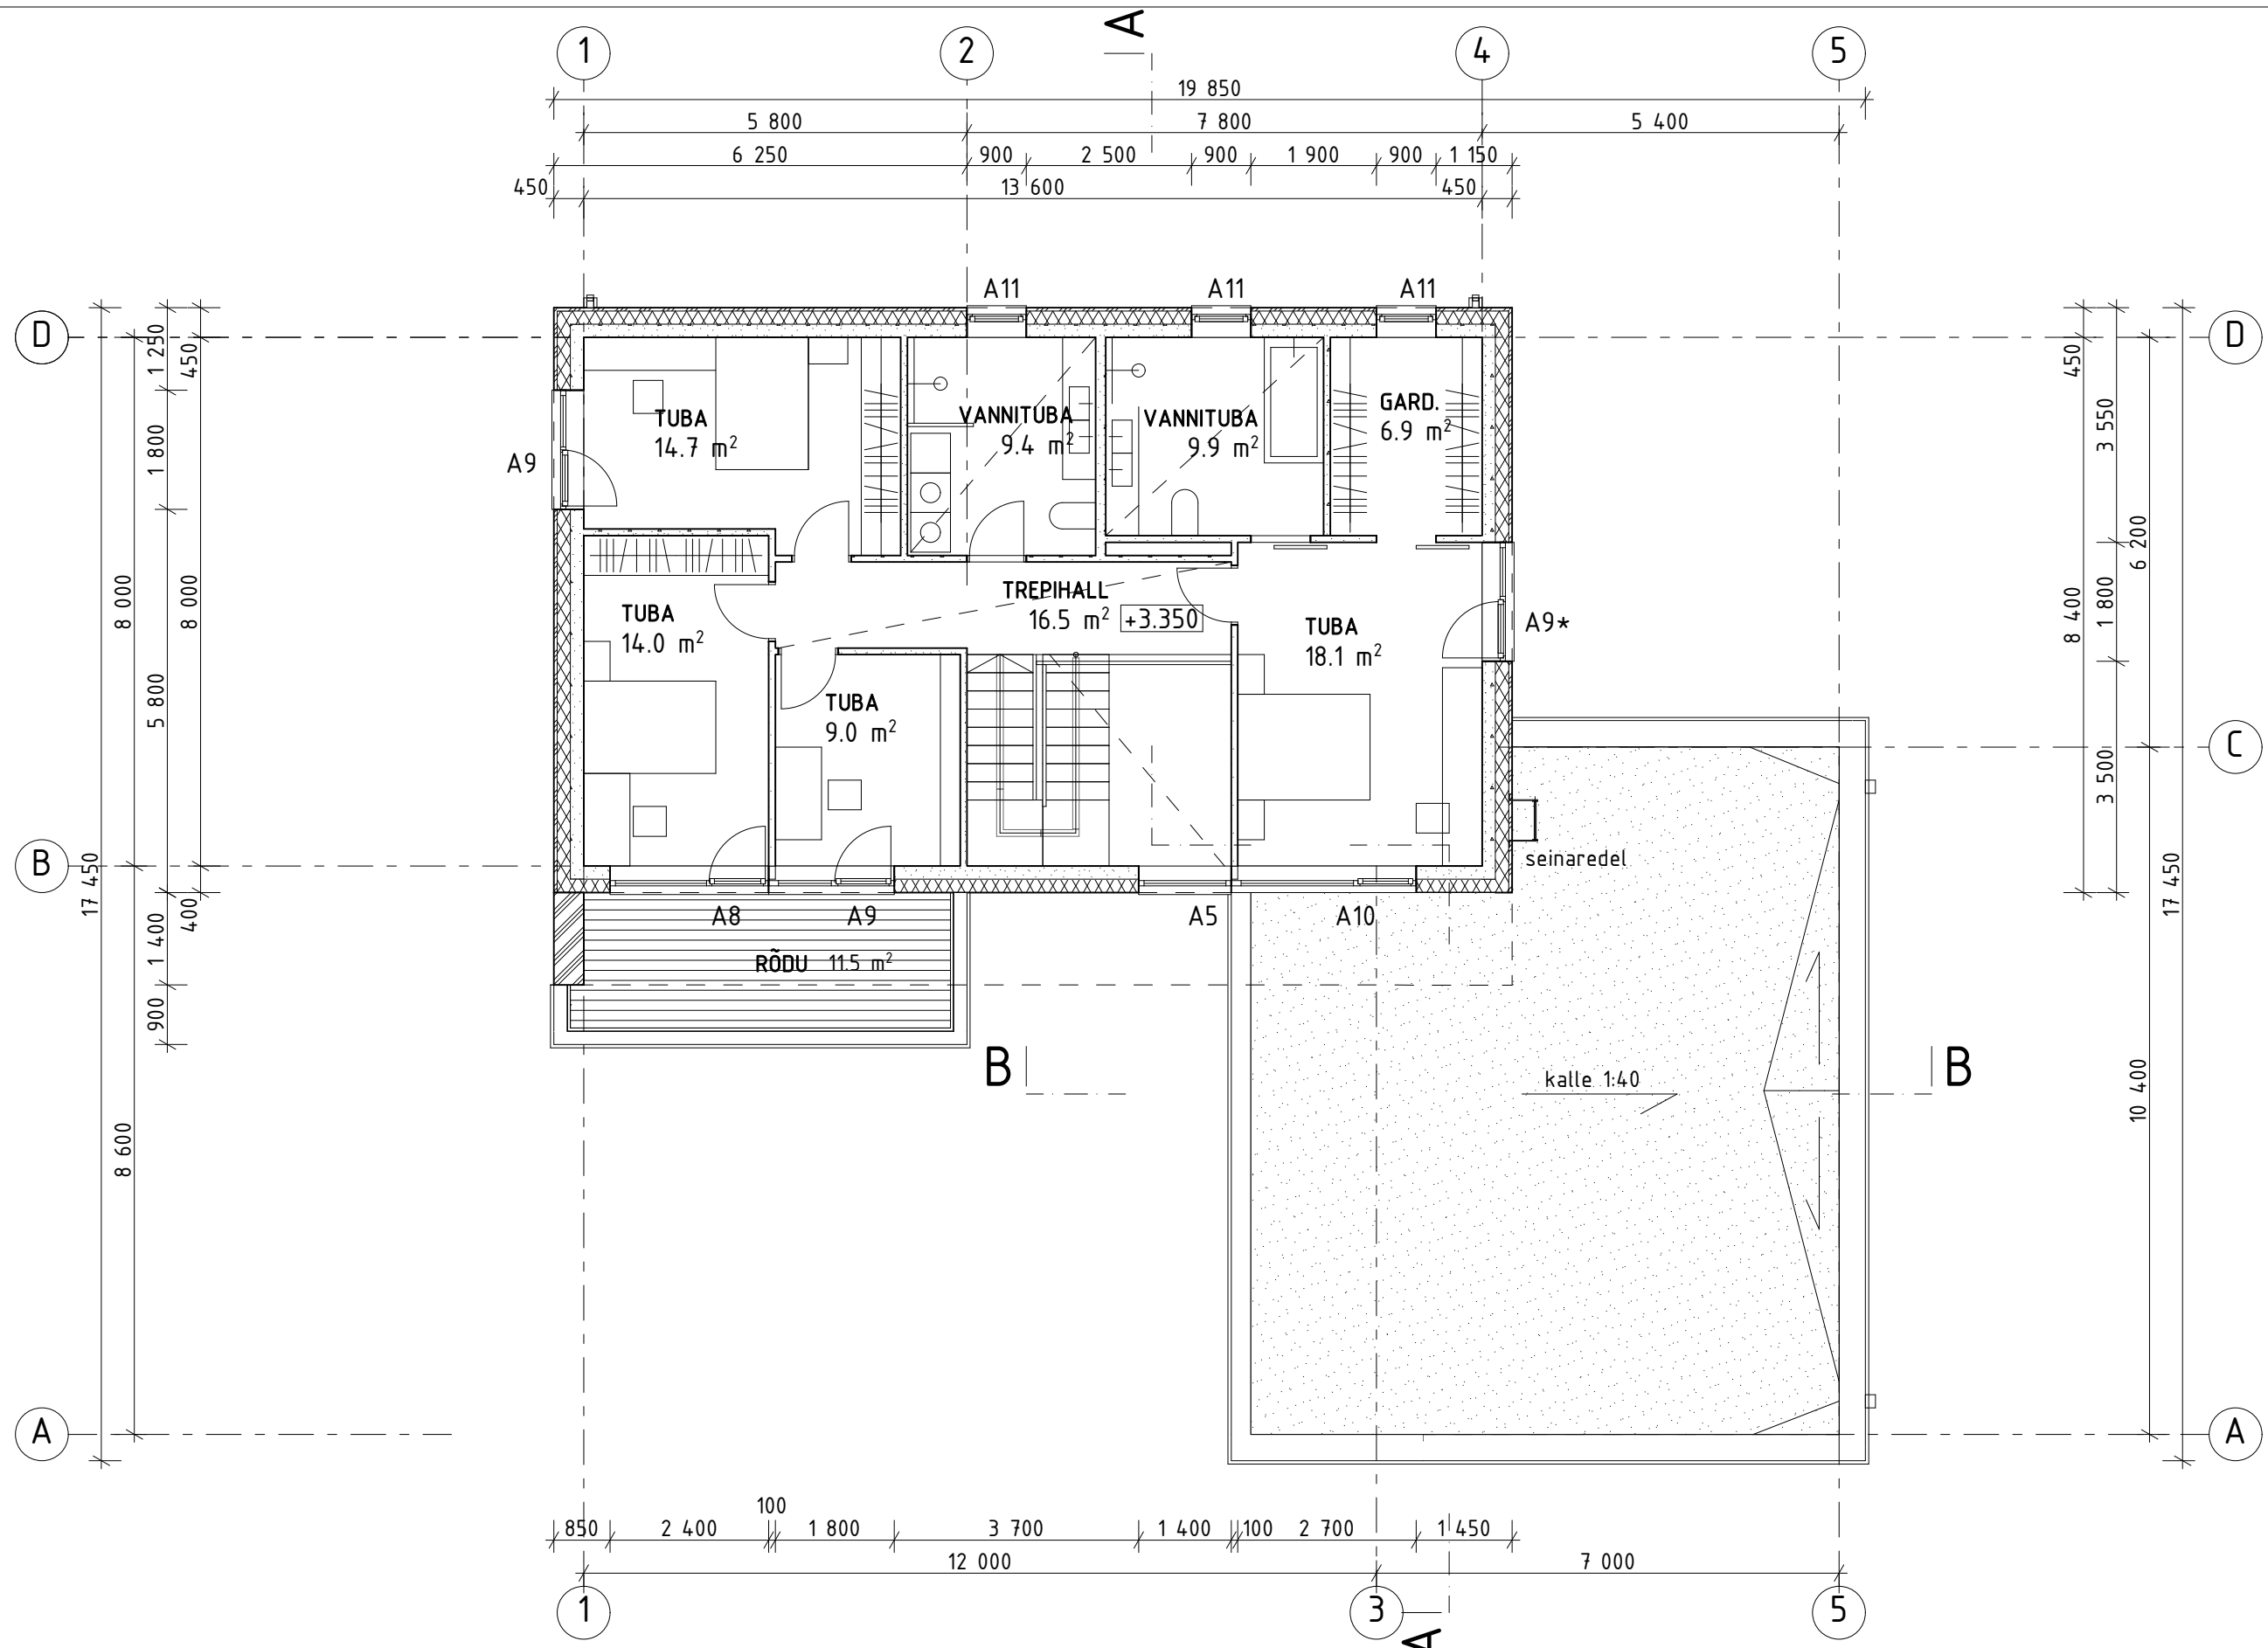 A
1 2 4 5
19 850
5 800 7 800 5 400
6 250 900 2 500 900 1 900 900 1 150
450 13 600 450
A11 A11 A11
D D
1 250 450 450
1 800 3 550
A9
TUBA
14.7 m²
VANNITUBA
9.4 m²
VANNITUBA
9.9 m²
GARD.
6.9 m²
8 000 5 800 8 000
8 400 1 800 6 200
TUBA
14.0 m²
TREPIHALL
16.5 m² +3.350
TUBA
18.1 m²
A9*
TUBA
9.0 m²
C
3 500
B
seinaredel
17 450 17 450
1 400 400
900
A8 A9 A5 A10
RÕDU 11.5 m²
B B
kalle 1:40
8 600 10 400
A A
100
850 2 400 1 800 3 700 1 400 100 2 700 1 450
12 000 7 000
1 3 5
A